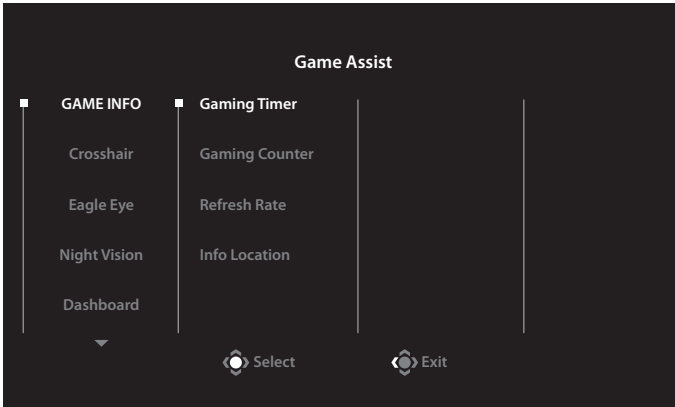 Game Assist
GAME INFO
Gaming Timer
Crosshair
Gaming Counter
Eagle Eye
Refresh Rate
Night Vision
Info Location
Dashboard
Select
Exit